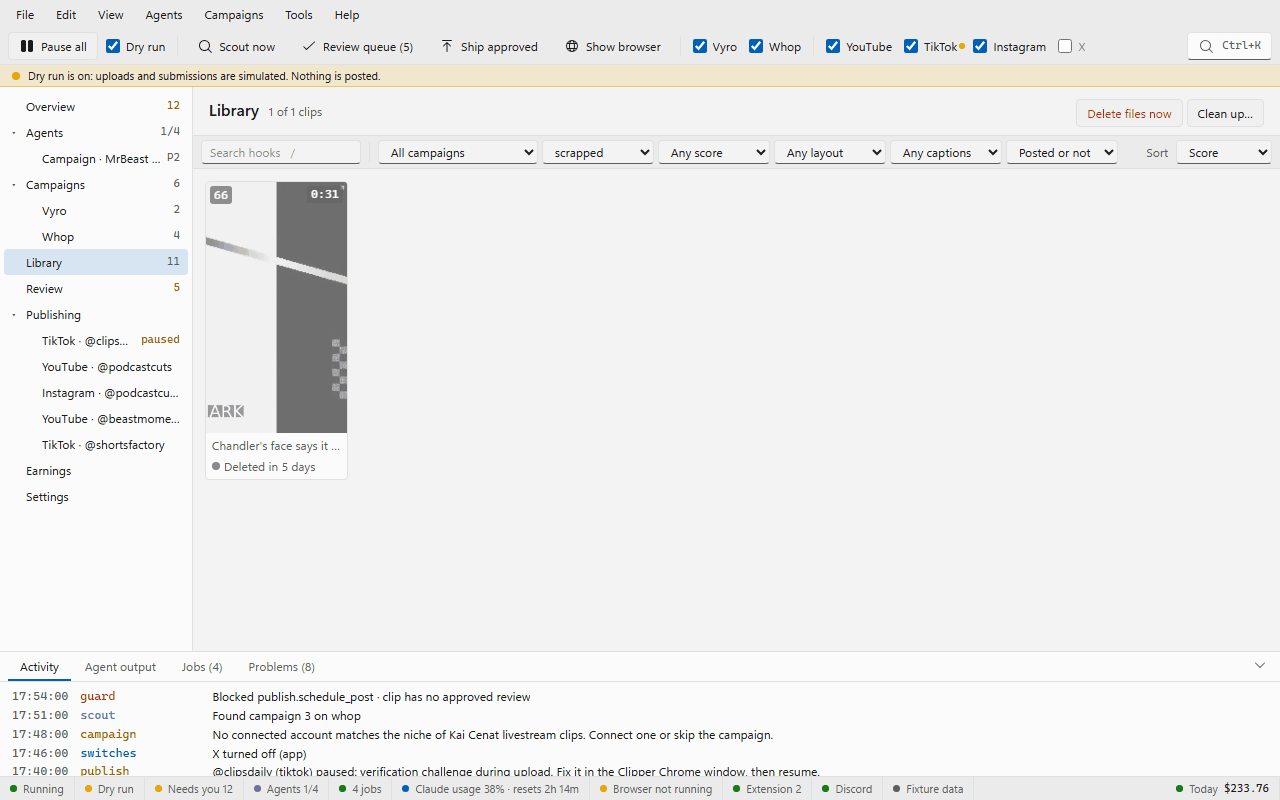 File Edit View Agents Campaigns Tools Help
Pause all Dry run Scout now Review queue (5) Ship approved Show browser Vyro Whop YouTube TikTok Instagram X Ctrl+K
Dry run is on: uploads and submissions are simulated. Nothing is posted.
Overview 12
Agents 1/4
Campaign · MrBeast ... P2
Campaigns 6
Vyro 2
Whop 4
Library 11
Review 5
Publishing
TikTok · @clips... paused
YouTube · @podcastcuts
Instagram · @podcastcu...
YouTube · @beastmome...
TikTok · @shortsfactory
Earnings
Settings
Library 1 of 1 clips Delete files now Clean up...
Search hooks / All campaigns scrapped Any score Any layout Any captions Posted or not Sort Score
66 0:31
ARK
Chandler's face says it ...
Deleted in 5 days
Activity Agent output Jobs (4) Problems (8)
17:54:00 guard Blocked publish.schedule_post · clip has no approved review
17:51:00 scout Found campaign 3 on whop
17:48:00 campaign No connected account matches the niche of Kai Cenat livestream clips. Connect one or skip the campaign.
17:46:00 switches X turned off (app)
17:40:00 publish @clipsdaily (tiktok) paused: verification challenge during upload. Fix it in the Clipper Chrome window, then resume.
Running Dry run Needs you 12 Agents 1/4 4 jobs Claude usage 38% · resets 2h 14m Browser not running Extension 2 Discord Fixture data Today $233.76